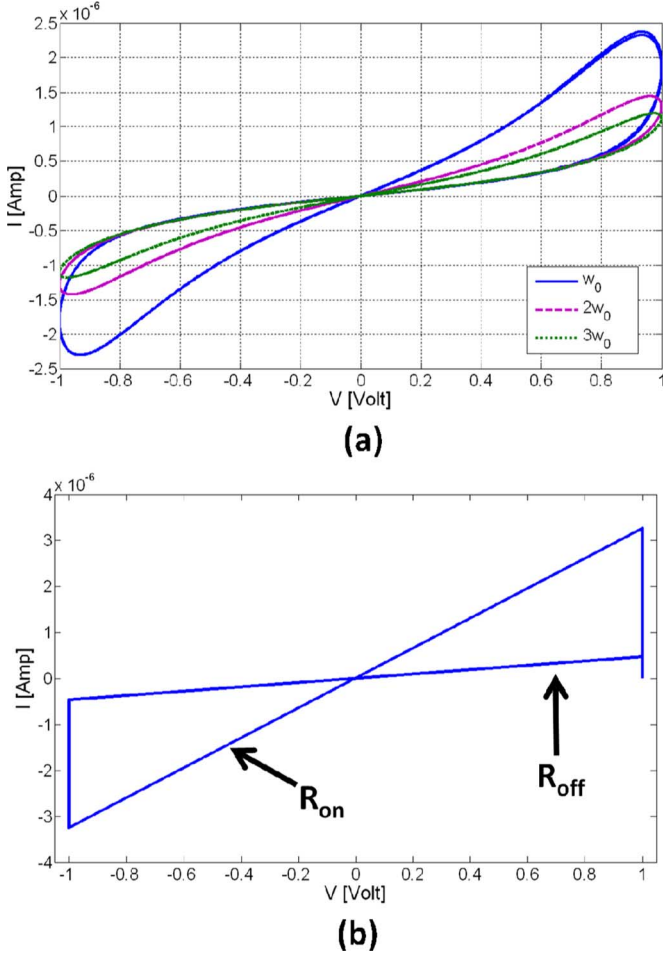 x 10⁻⁶
2.5
2
1.5
1
0.5
0
-0.5
-1
-1.5
-2
-2.5
I [Amp]
w₀
2w₀
3w₀
-1 -0.8 -0.6 -0.4 -0.2 0 0.2 0.4 0.6 0.8 1
V [Volt]
(a)
x 10⁻⁶
4
3
2
1
0
-1
-2
-3
-4
I [Amp]
Ron
Roff
-1 -0.8 -0.6 -0.4 -0.2 0 0.2 0.4 0.6 0.8 1
V [Volt]
(b)